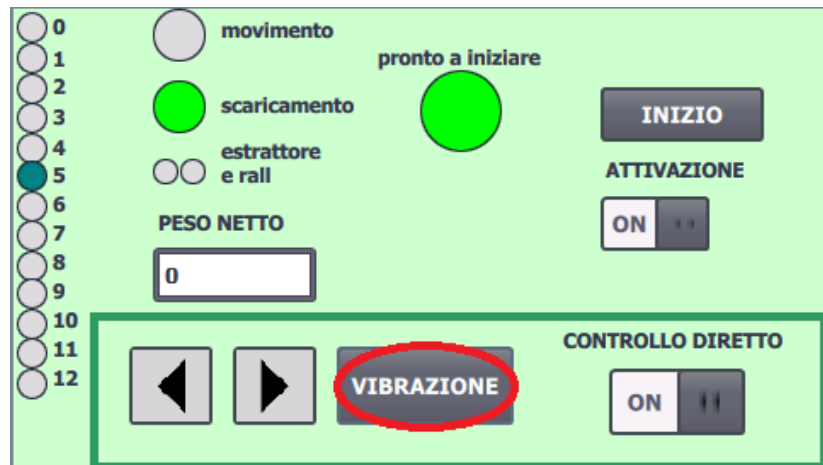 0
1
2
3
4
5
6
7
8
9
10
11
12
movimento
scaricamento
estrattore
e rall
pronto a iniziare
INIZIO
ATTIVAZIONE
ON
PESO NETTO
0
VIBRAZIONE
CONTROLLO DIRETTO
ON